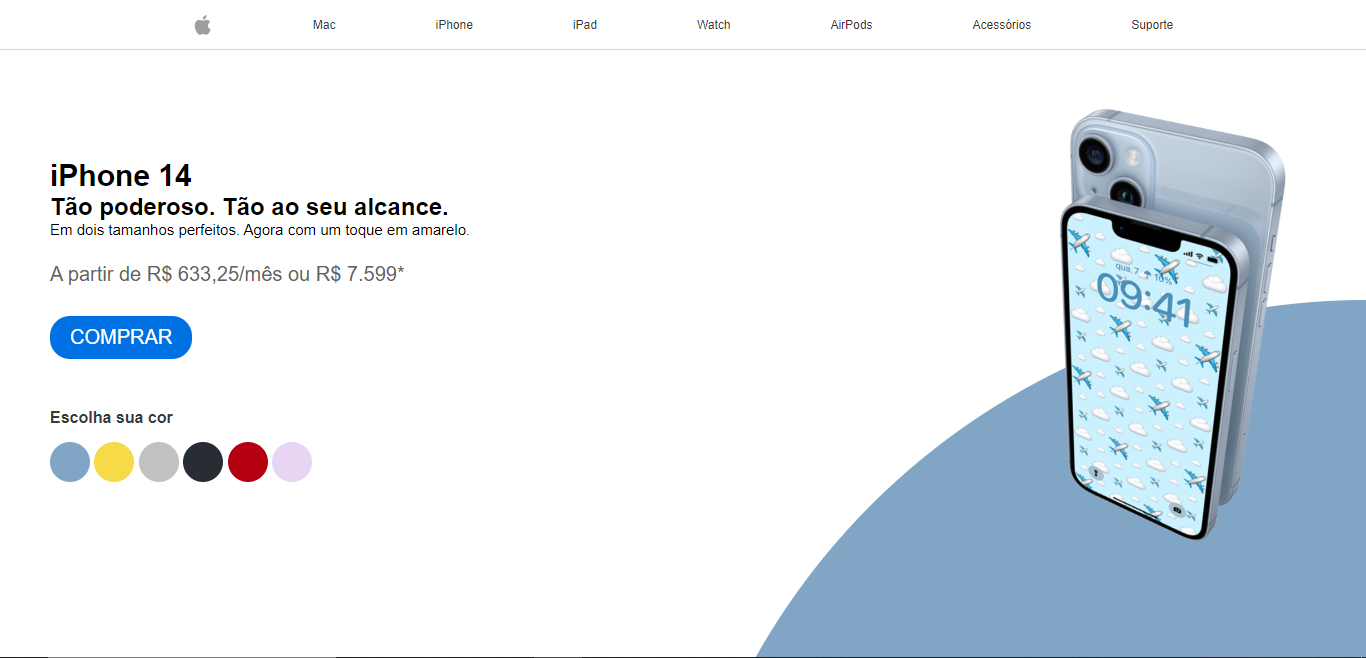 Mac iPhone iPad Watch AirPods Acessórios Suporte
iPhone 14
Tão poderoso. Tão ao seu alcance.
Em dois tamanhos perfeitos. Agora com um toque em amarelo.
A partir de R$ 633,25/mês ou R$ 7.599*
COMPRAR
Escolha sua cor
qua. 7 ☂ 10%
09:41